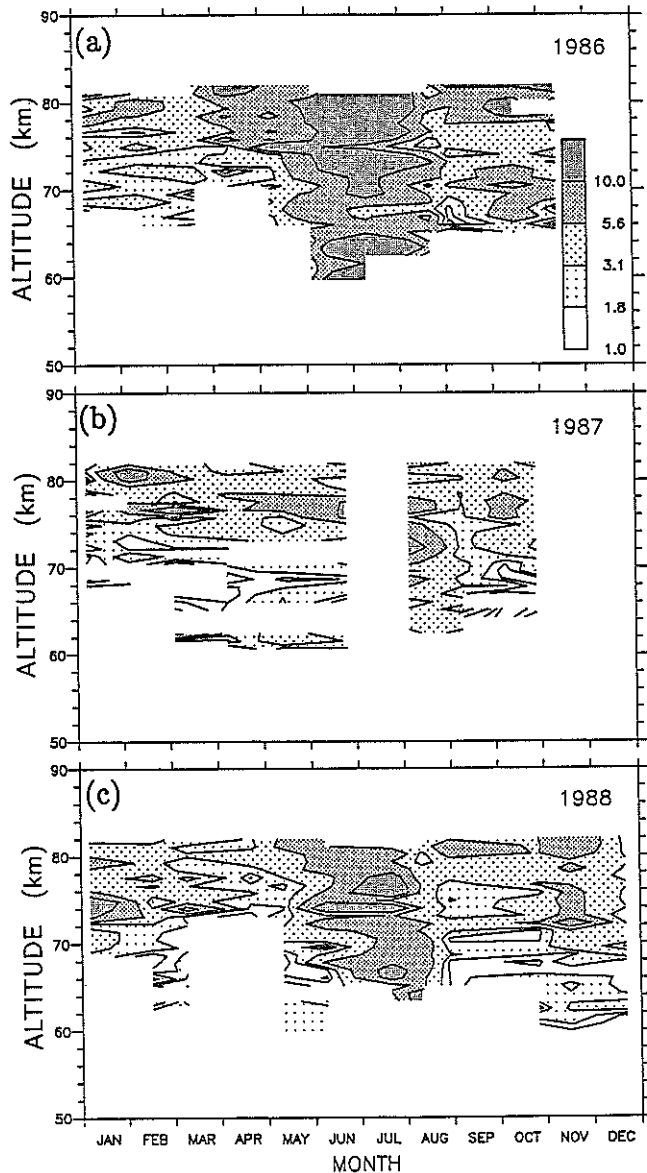 90
(a)
1986
80
70
60
50
ALTITUDE (km)
10.0
5.6
3.1
1.8
1.0
90
(b)
1987
80
70
60
50
ALTITUDE (km)
90
(c)
1988
80
70
60
50
ALTITUDE (km)
JAN FEB MAR APR MAY JUN JUL AUG SEP OCT NOV DEC
MONTH